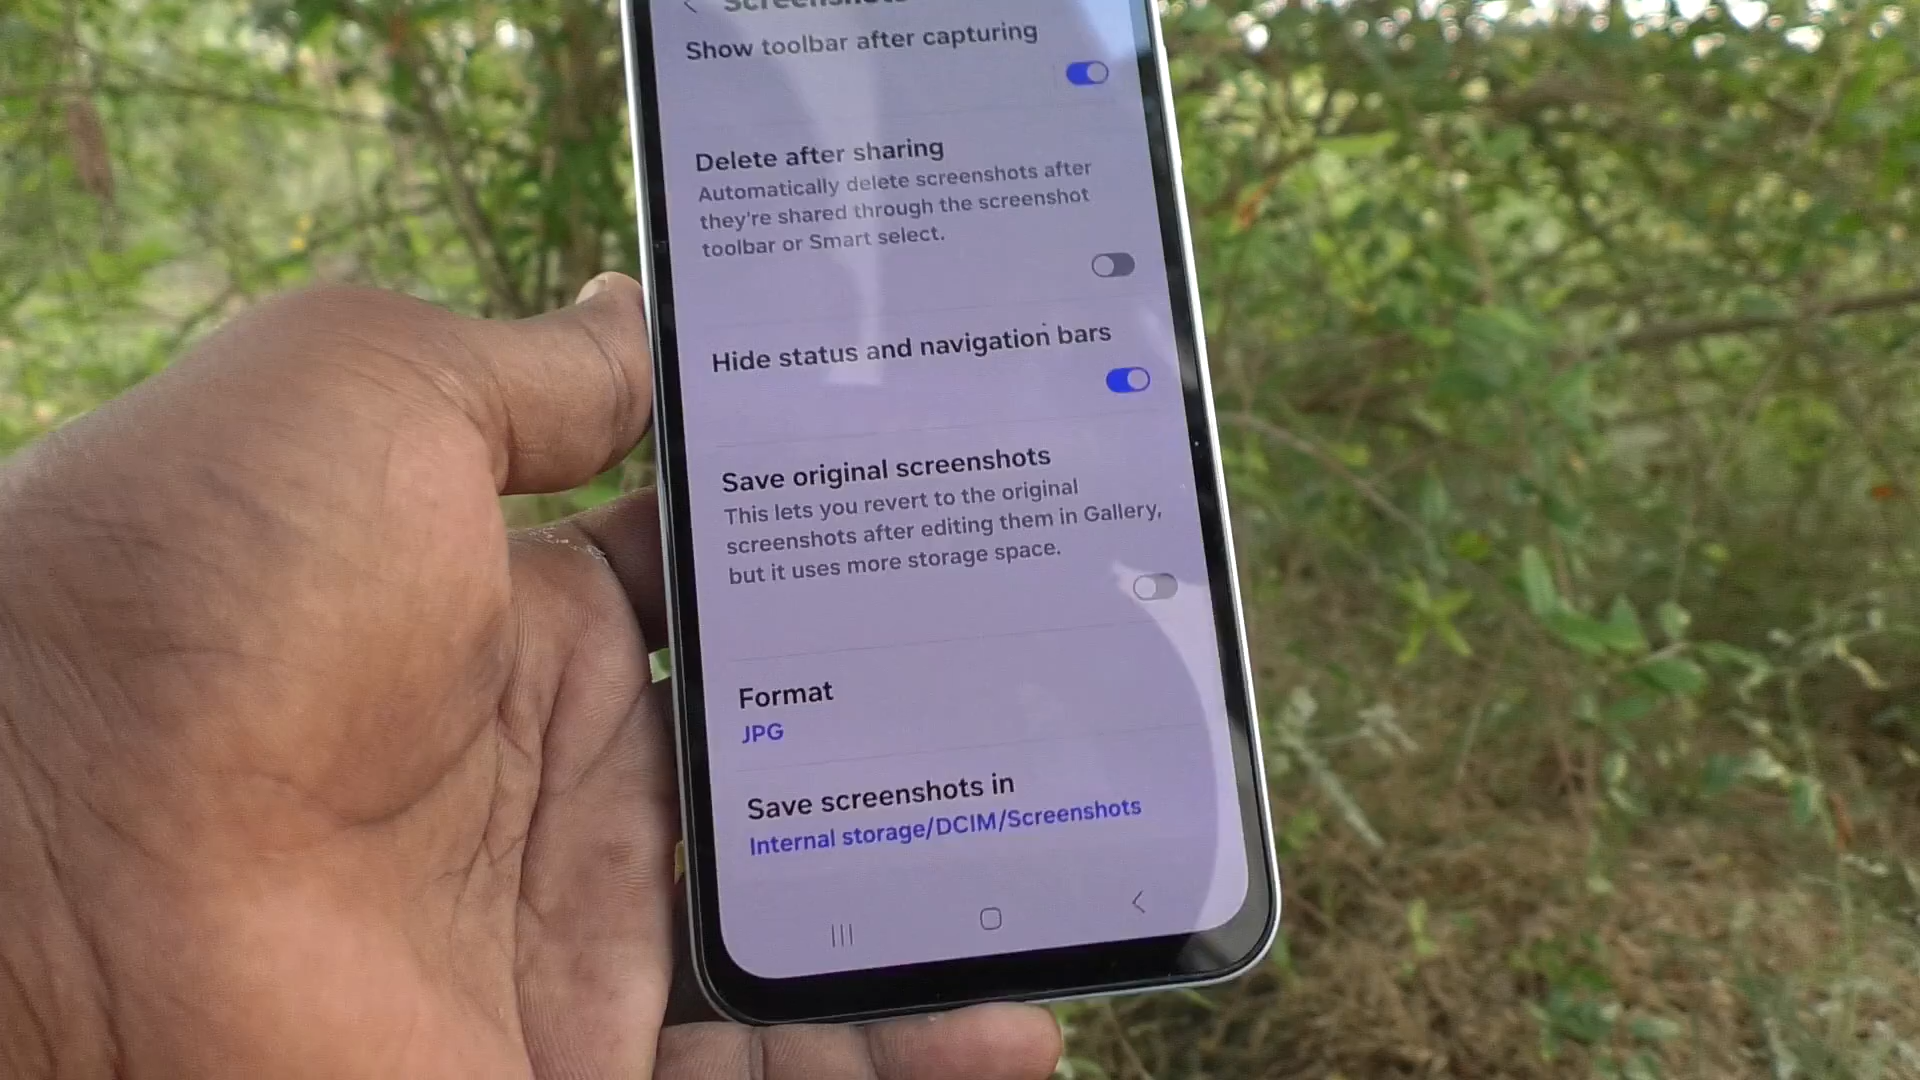 Screenshots
Show toolbar after capturing
Delete after sharing
Automatically delete screenshots after
they're shared through the screenshot
toolbar or Smart select.
Hide status and navigation bars
Save original screenshots
This lets you revert to the original
screenshots after editing them in Gallery,
but it uses more storage space.
Format
JPG
Save screenshots in
Internal storage/DCIM/Screenshots